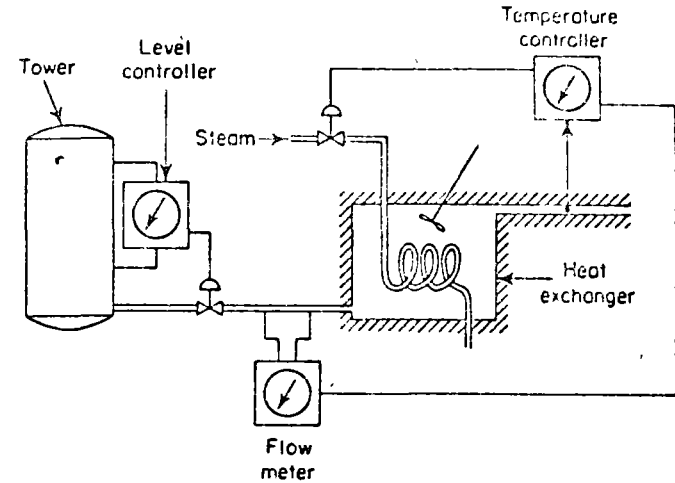 Temperature
controller
Level
controller
Tower
Steam
Heat
exchanger
Flow
meter